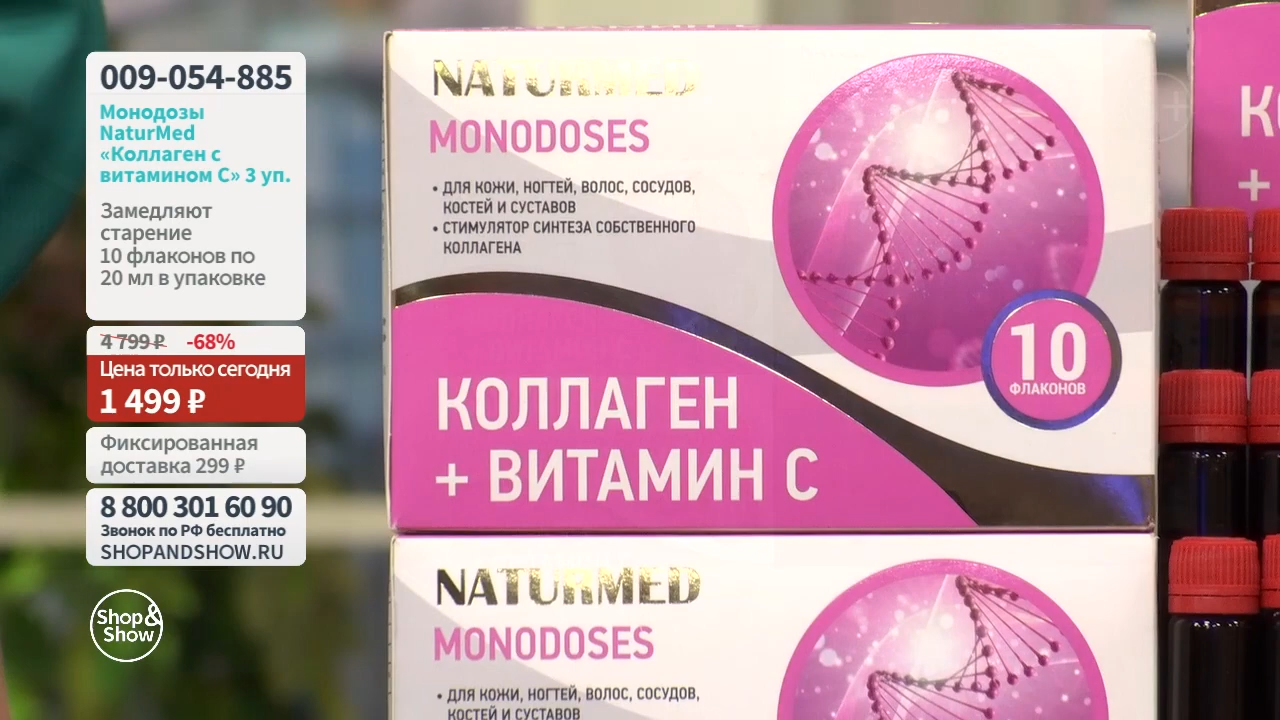 009-054-885
Монодозы
NaturMed
«Коллаген с
витамином С» 3 уп.
Замедляют
старение
10 флаконов по
20 мл в упаковке
4 799 ₽ -68%
Цена только сегодня
1 499 ₽
Фиксированная
доставка 299 ₽
8 800 301 60 90
Звонок по РФ бесплатно
SHOPANDSHOW.RU
Shop&
Show
NATURMED
MONODOSES
• ДЛЯ КОЖИ, НОГТЕЙ, ВОЛОС, СОСУДОВ,
КОСТЕЙ И СУСТАВОВ
• СТИМУЛЯТОР СИНТЕЗА СОБСТВЕННОГО
КОЛЛАГЕНА
10
ФЛАКОНОВ
КОЛЛАГЕН
+ ВИТАМИН С
NATURMED
MONODOSES
• ДЛЯ КОЖИ, НОГТЕЙ, ВОЛОС, СОСУДОВ,
КОСТЕЙ И СУСТАВОВ